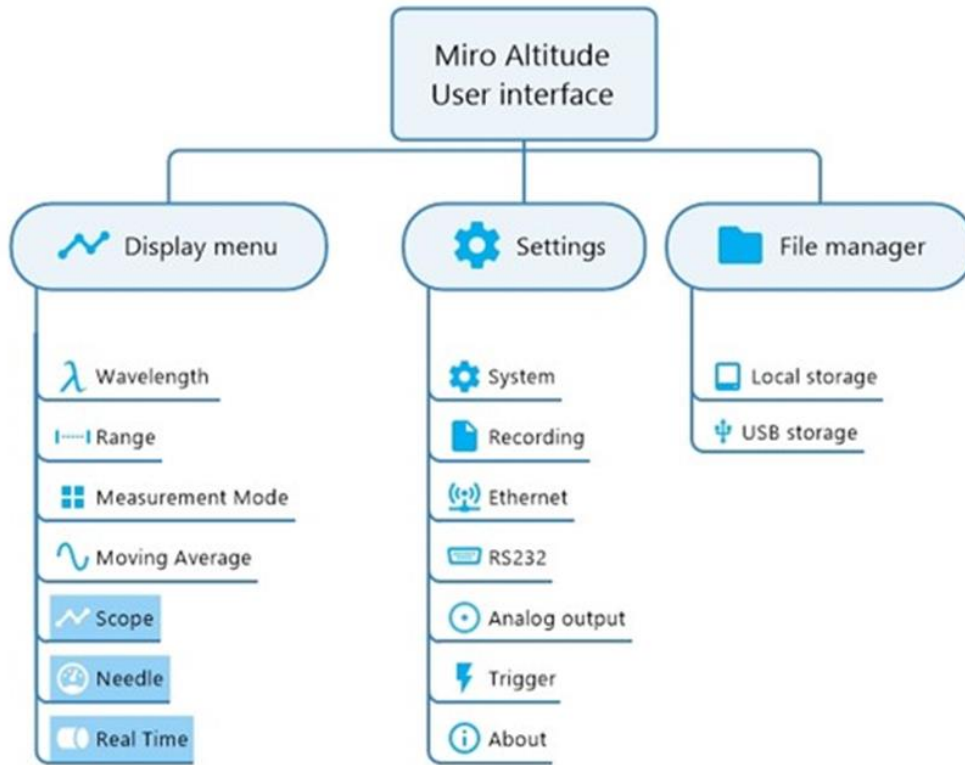 Miro Altitude
User interface
Display menu
Settings
File manager
λ Wavelength
Range
Measurement Mode
Moving Average
Scope
Needle
Real Time
System
Recording
Ethernet
RS232
Analog output
Trigger
About
Local storage
USB storage